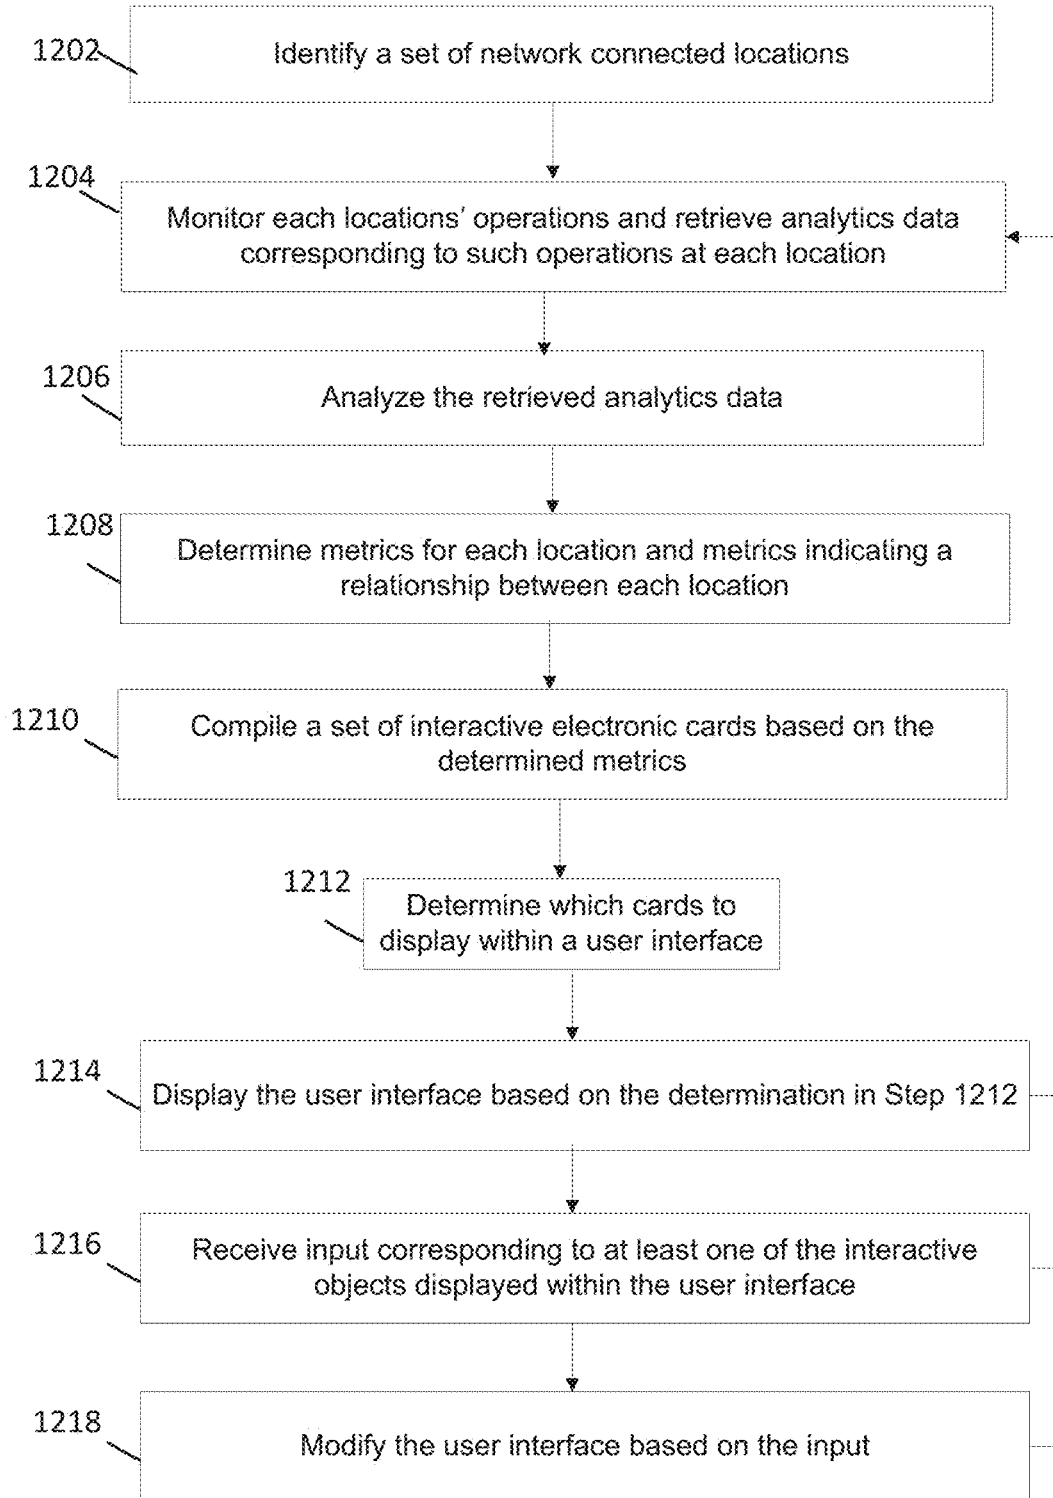 1202
Identify a set of network connected locations
1204
Monitor each locations' operations and retrieve analytics data
corresponding to such operations at each location
1206
Analyze the retrieved analytics data
1208
Determine metrics for each location and metrics indicating a
relationship between each location
1210
Compile a set of interactive electronic cards based on the
determined metrics
1212
Determine which cards to
display within a user interface
1214
Display the user interface based on the determination in Step 1212
1216
Receive input corresponding to at least one of the interactive
objects displayed within the user interface
1218
Modify the user interface based on the input